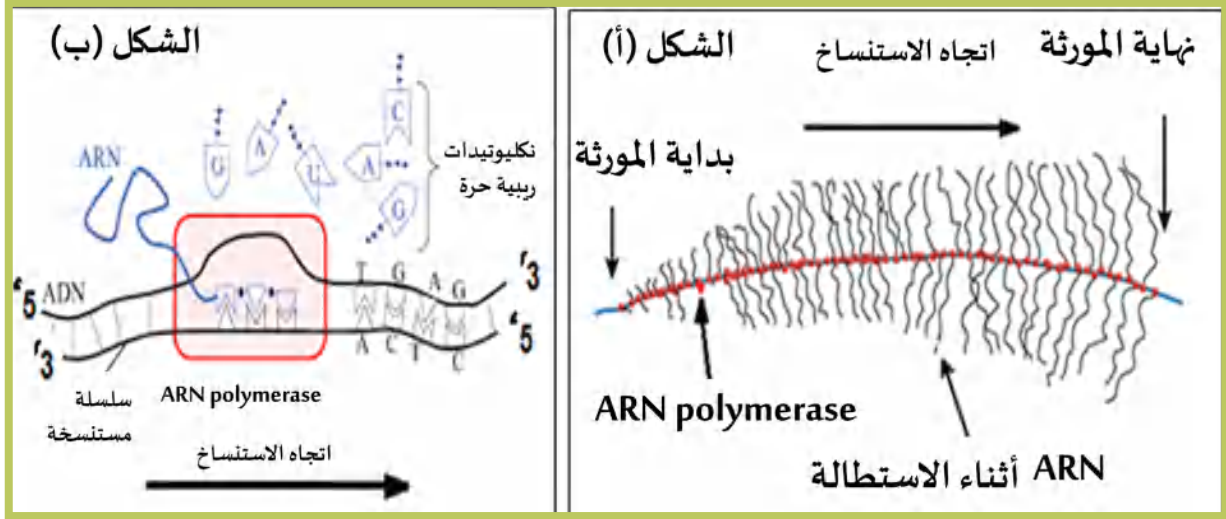 الشكل (أ)
اتجاه الاستنساخ
نهاية المورثة
بداية المورثة
ARN polymerase
ARN أثناء الاستطالة
الشكل (ب)
ARN
G
A
U
C
A
G
نكليوتيدات
ريبية حرة
‘5 ADN
T G A G
‘3
‘3
A C T C
‘5
سلسلة
مستنسخة
ARN polymerase
اتجاه الاستنساخ